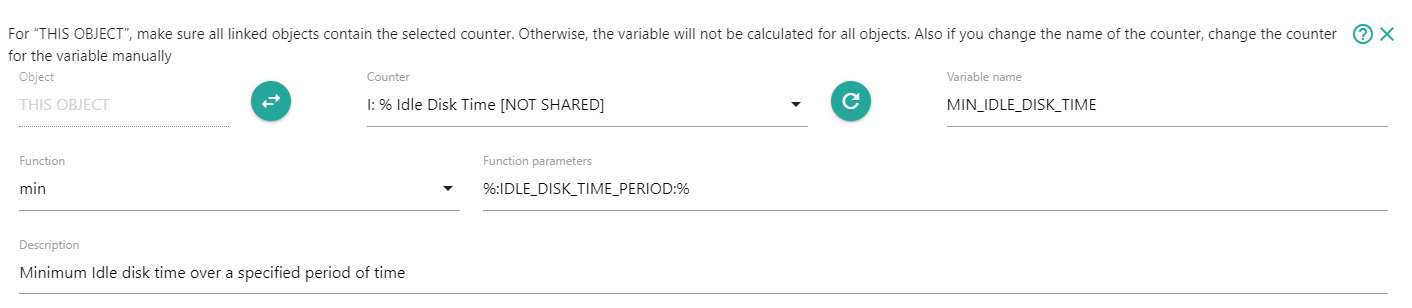 For “THIS OBJECT”, make sure all linked objects contain the selected counter. Otherwise, the variable will not be calculated for all objects. Also if you change the name of the counter, change the counter
for the variable manually
Object
THIS OBJECT
Counter
I: % Idle Disk Time [NOT SHARED]
Variable name
MIN_IDLE_DISK_TIME
Function
min
Function parameters
%:IDLE_DISK_TIME_PERIOD:%
Description
Minimum Idle disk time over a specified period of time